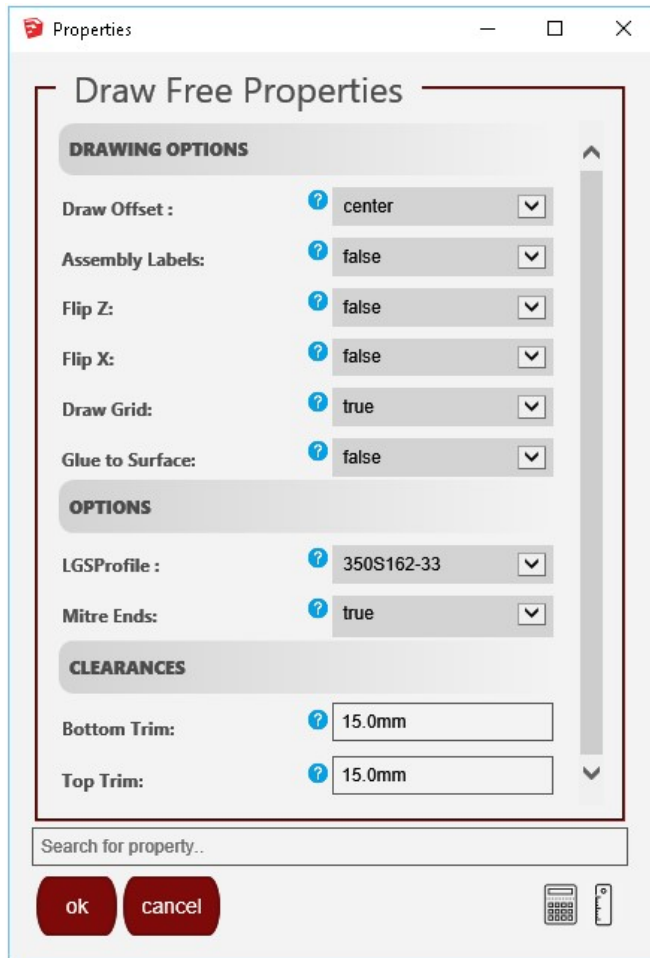 Properties
Draw Free Properties
DRAWING OPTIONS
Draw Offset : ? center
Assembly Labels: ? false
Flip Z: ? false
Flip X: ? false
Draw Grid: ? true
Glue to Surface: ? false
OPTIONS
LGSProfile : ? 350S162-33
Mitre Ends: ? true
CLEARANCES
Bottom Trim: ? 15.0mm
Top Trim: ? 15.0mm
Search for property..
ok cancel